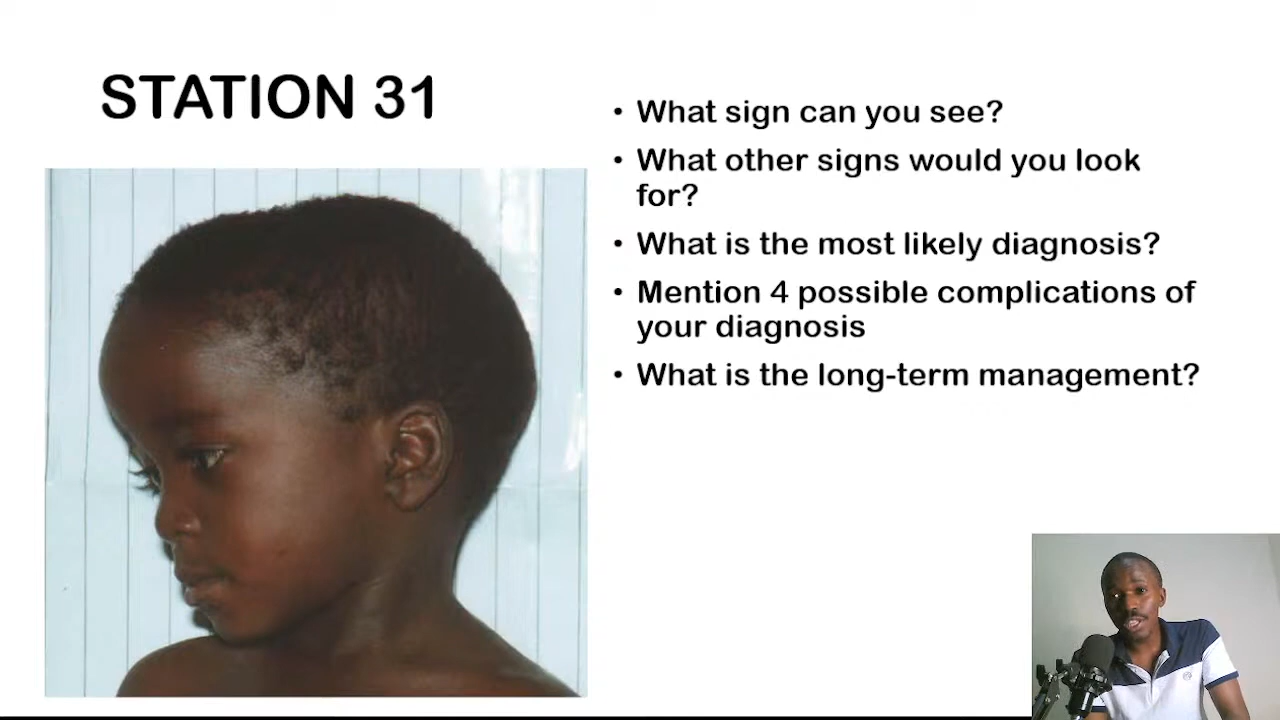 STATION 31
• What sign can you see?
• What other signs would you look
for?
• What is the most likely diagnosis?
• Mention 4 possible complications of
your diagnosis
• What is the long-term management?